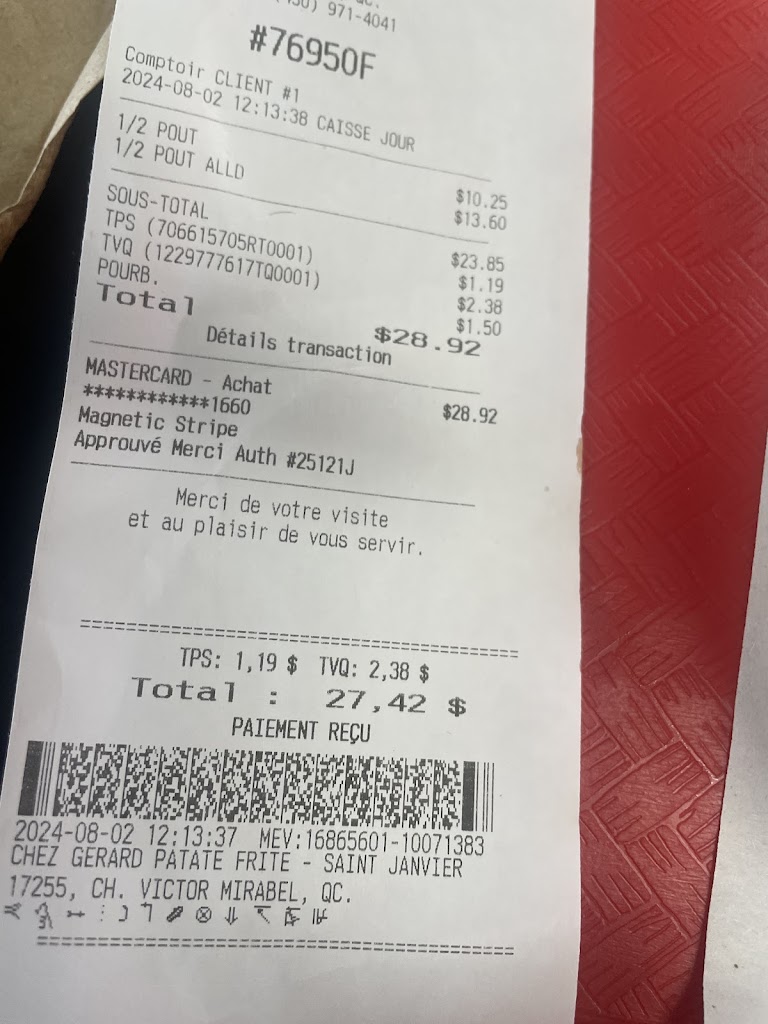 971-4041
#76950F
Comptoir CLIENT #1
2024-08-02 12:13:38 CAISSE JOUR
1/2 POUT $10.25
1/2 POUT ALLD $13.60
SOUS-TOTAL $23.85
TPS (706615705RT0001) $1.19
TVQ (1229777617TQ0001) $2.38
POURB. $1.50
Total $28.92
Détails transaction
MASTERCARD - Achat $28.92
************1660
Magnetic Stripe
Approuvé Merci Auth #25121J
Merci de votre visite
et au plaisir de vous servir.
TPS: 1,19 $ TVQ: 2,38 $
Total : 27,42 $
PAIEMENT REÇU
2024-08-02 12:13:37 MEV:16865601-10071383
CHEZ GERARD PATATE FRITE - SAINT JANVIER
17255, CH. VICTOR MIRABEL, QC.